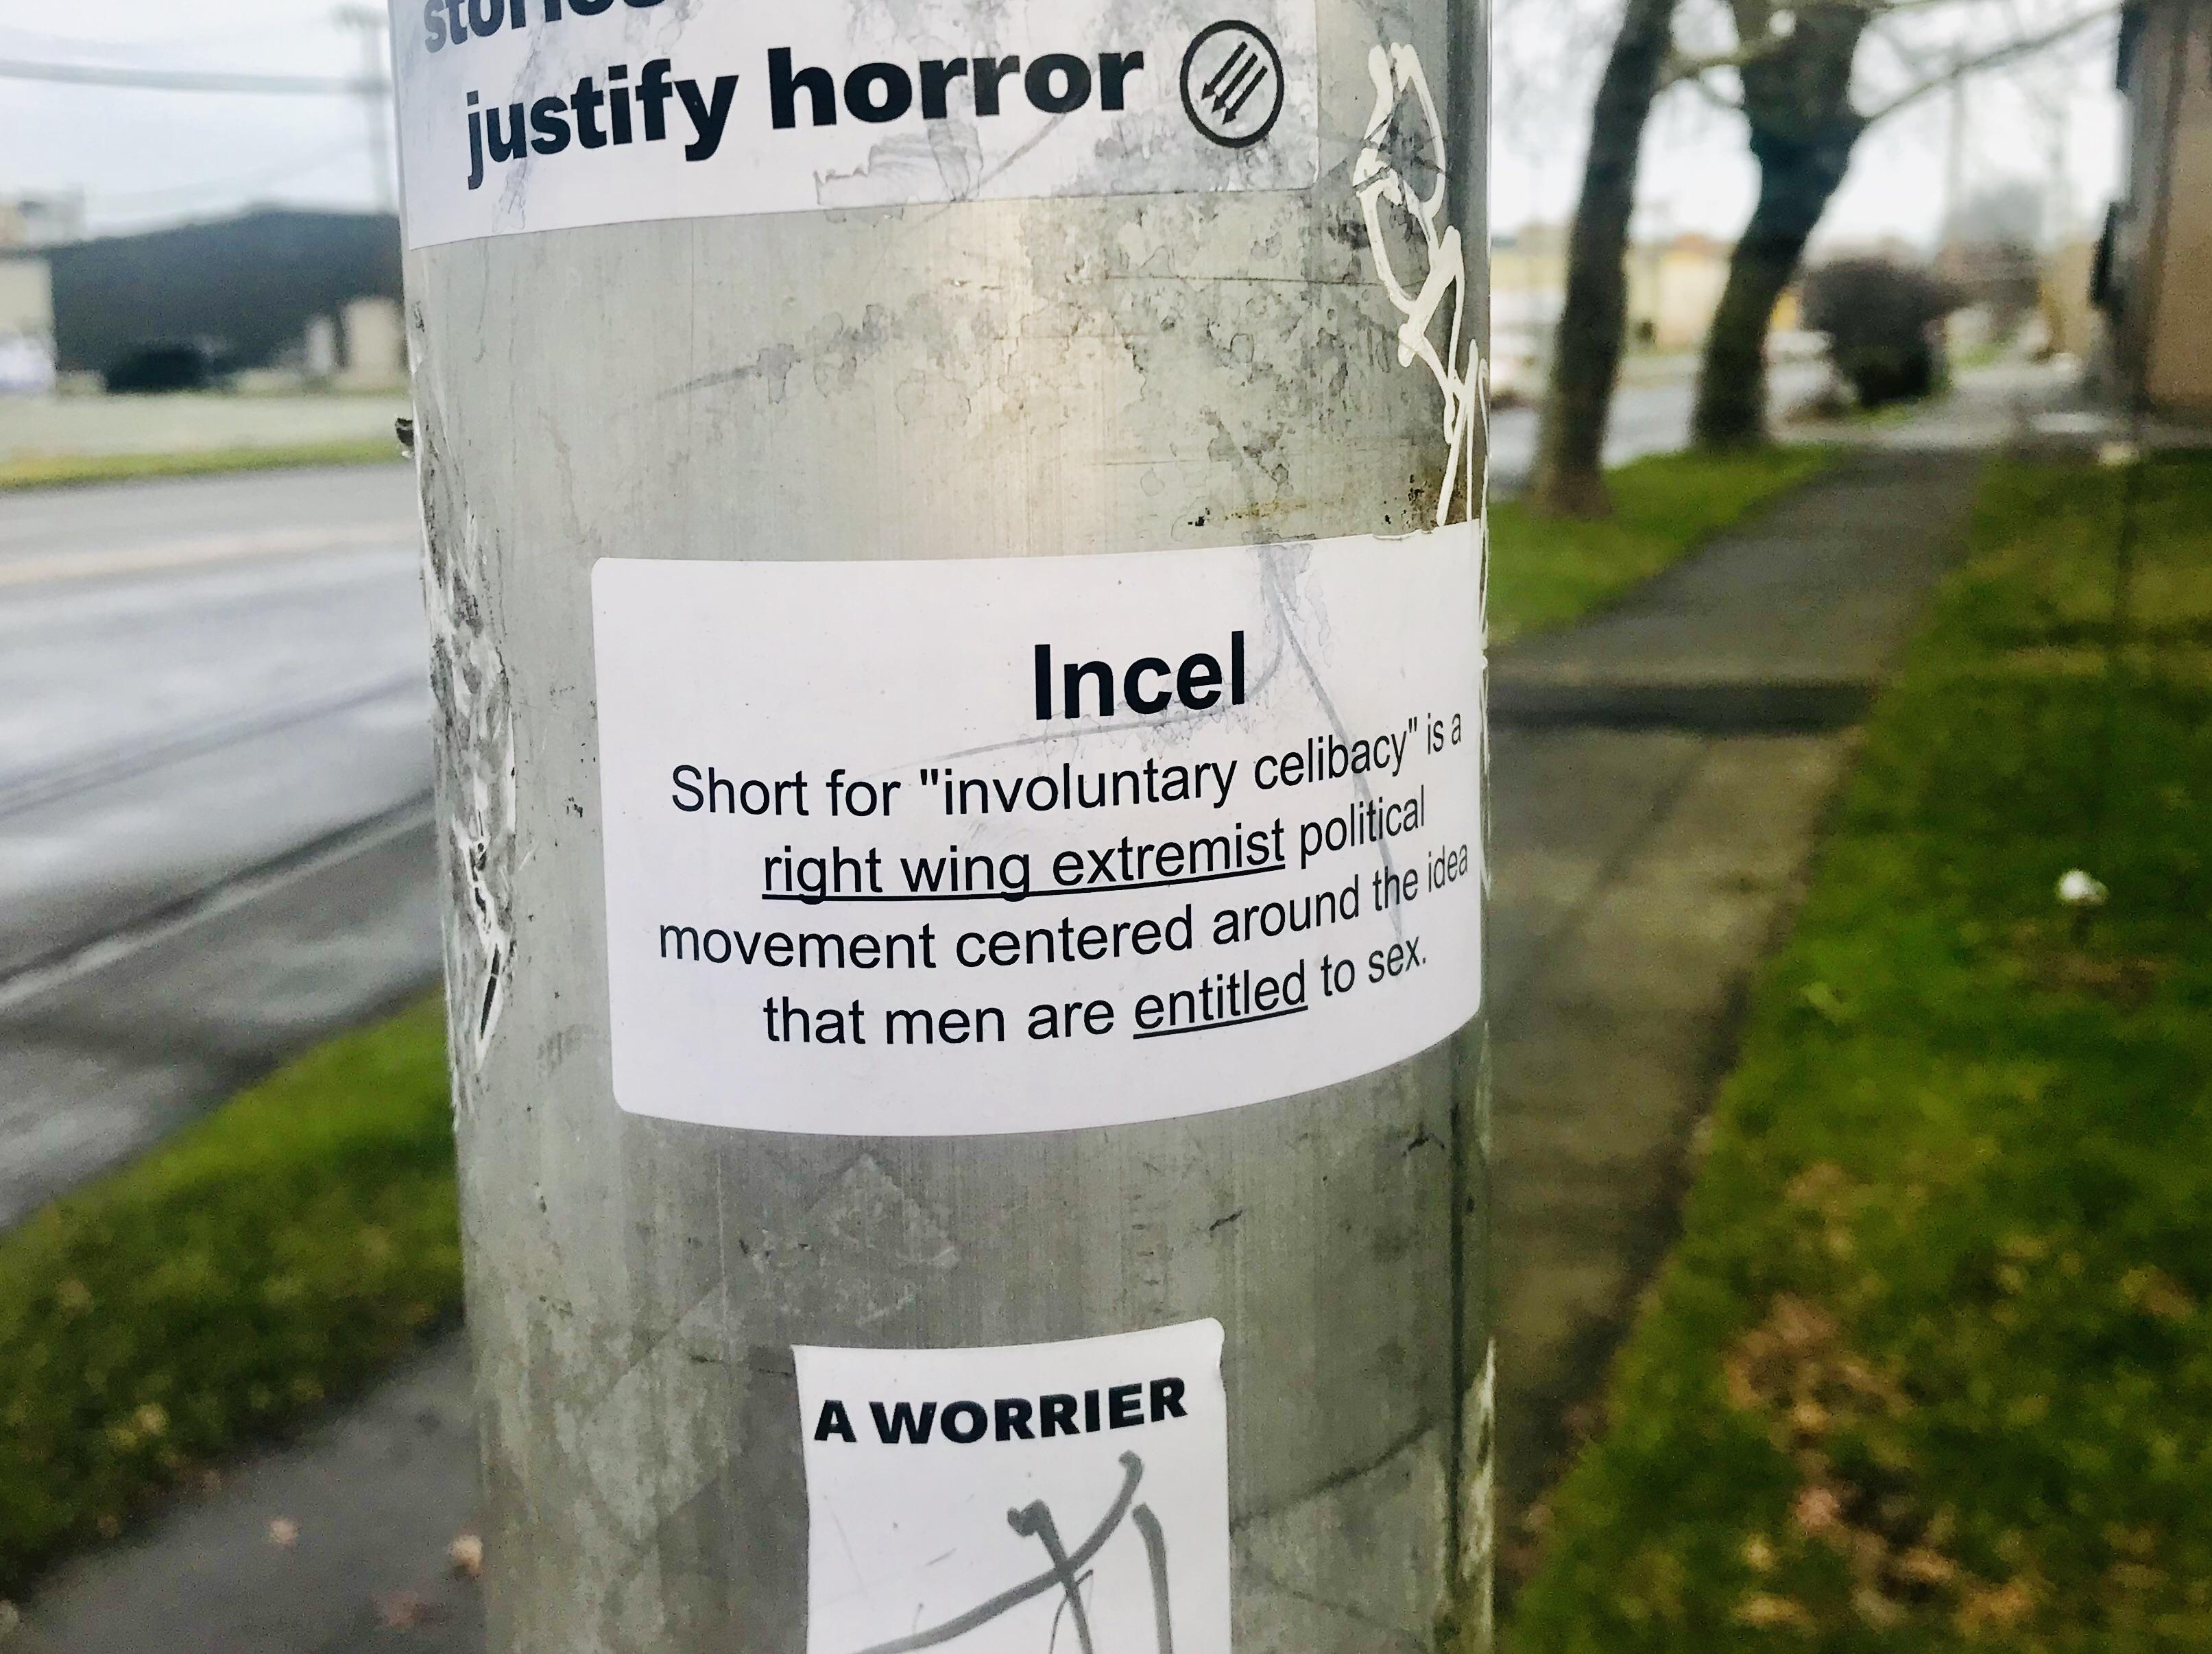 stories
justify horror
Incel
Short for "involuntary celibacy" is a
right wing extremist political
movement centered around the idea
that men are entitled to sex.
A WORRIER